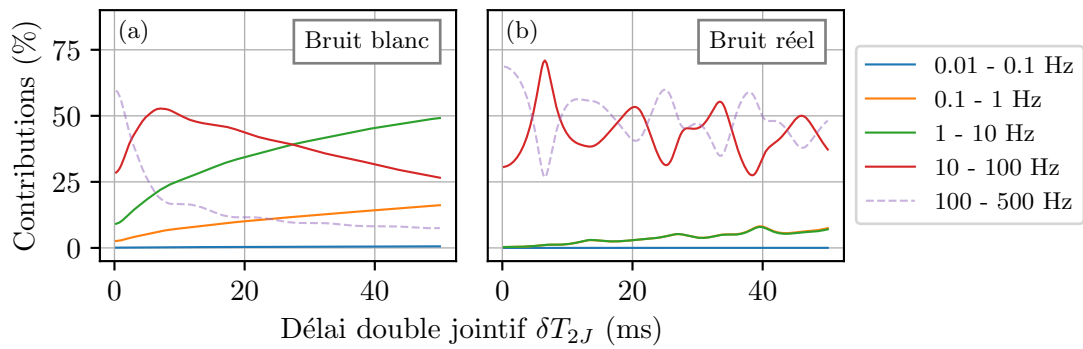 Contributions (%)
75
50
25
0
(a)
Bruit blanc
0
20
40
(b)
Bruit réel
0
20
40
Délai double jointif δT₂J (ms)
0.01 - 0.1 Hz
0.1 - 1 Hz
1 - 10 Hz
10 - 100 Hz
100 - 500 Hz